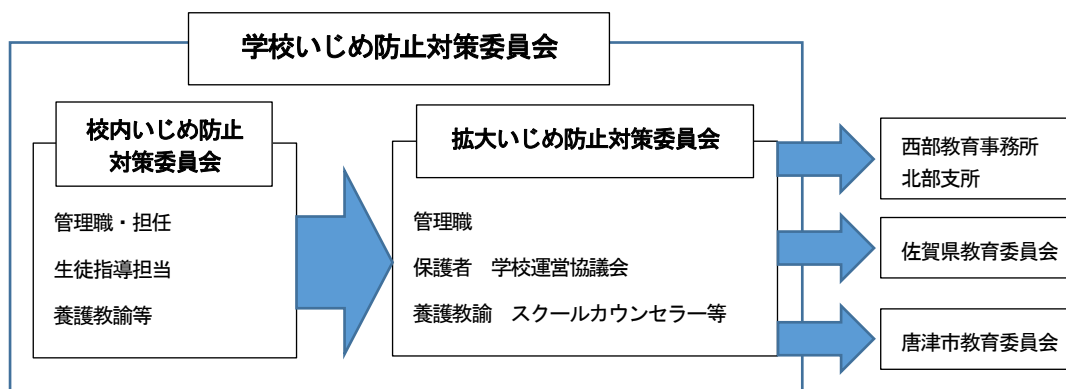 学校いじめ防止対策委員会
校内いじめ防止
対策委員会
管理職・担任
生徒指導担当
養護教諭等
拡大いじめ防止対策委員会
管理職
保護者　学校運営協議会
養護教諭　スクールカウンセラー等
西部教育事務所
北部支所
佐賀県教育委員会
唐津市教育委員会